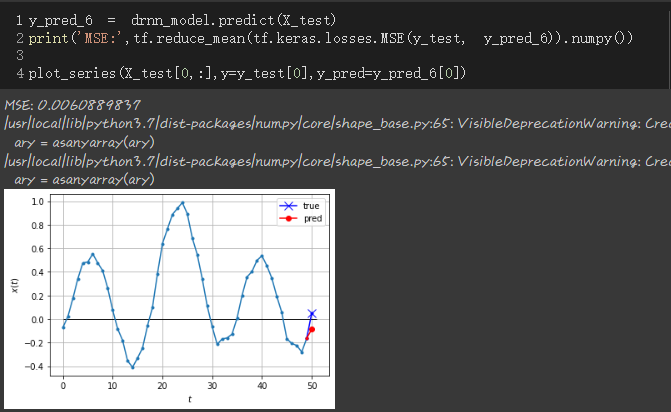 1 y_pred_6 = drnn_model.predict(X_test)
2 print('MSE:',tf.reduce_mean(tf.keras.losses.MSE(y_test, y_pred_6)).numpy())
3
4 plot_series(X_test[0,:],y=y_test[0],y_pred=y_pred_6[0])
MSE: 0.0060889837
/usr/local/lib/python3.7/dist-packages/numpy/core/shape_base.py:65: VisibleDeprecationWarning: Crea
ary = asanyarray(ary)
/usr/local/lib/python3.7/dist-packages/numpy/core/shape_base.py:65: VisibleDeprecationWarning: Crea
ary = asanyarray(ary)
true
pred
1.0
0.8
0.6
0.4
0.2
0.0
−0.2
−0.4
x(t)
0 10 20 30 40 50
t